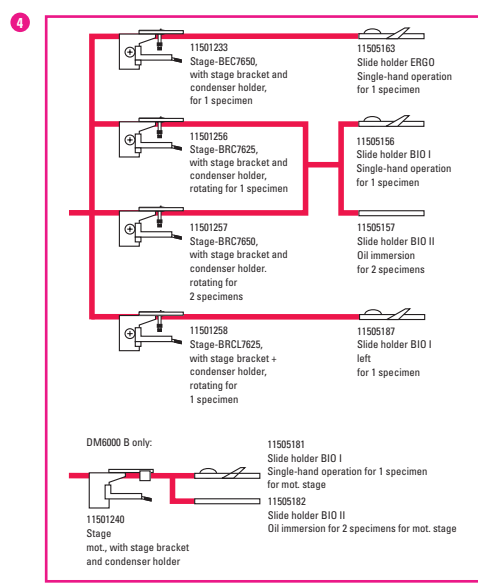 4
11501233
Stage-BEC7650,
with stage bracket and
condenser holder,
for 1 specimen
11505163
Slide holder ERGO
Single-hand operation
for 1 specimen
11501256
Stage-BRC7625,
with stage bracket and
condenser holder,
rotating for 1 specimen
11505156
Slide holder BIO I
Single-hand operation
for 1 specimen
11501257
Stage-BRC7650,
with stage bracket and
condenser holder.
rotating for
2 specimens
11505157
Slide holder BIO II
Oil immersion
for 2 specimens
11501258
Stage-BRCL7625,
with stage bracket +
condenser holder,
rotating for
1 specimen
11505187
Slide holder BIO I
left
for 1 specimen
DM6000 B only:
11505181
Slide holder BIO I
Single-hand operation for 1 specimen
for mot. stage
11505182
Slide holder BIO II
Oil immersion for 2 specimens for mot. stage
11501240
Stage
mot., with stage bracket
and condenser holder